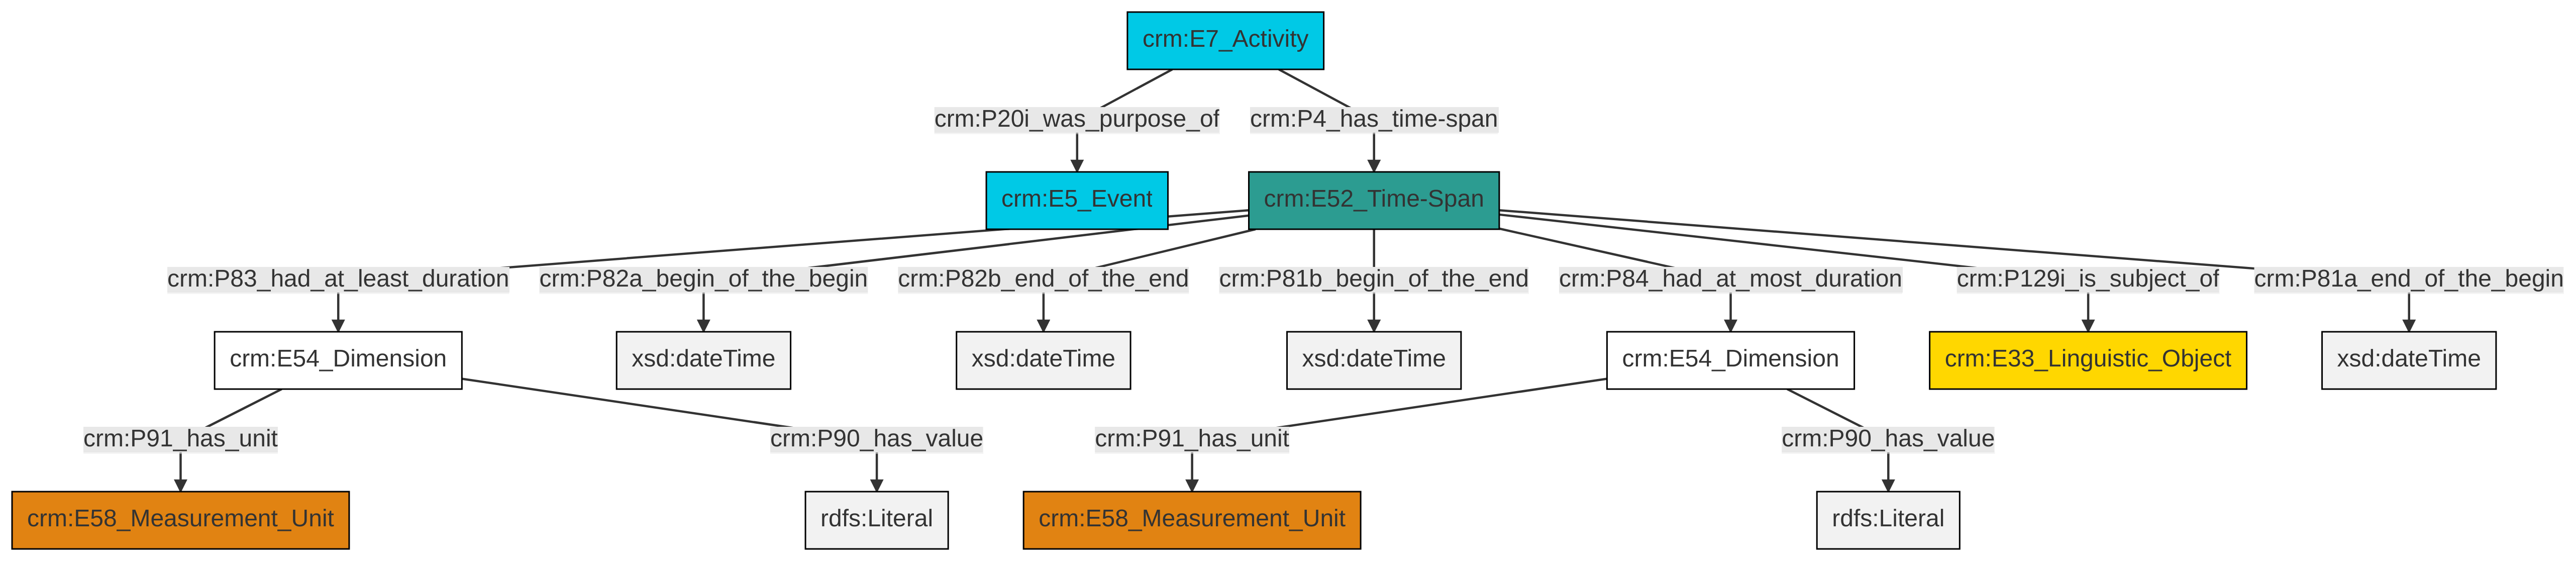 crm:E7_Activity
crm:P20i_was_purpose_of
crm:P4_has_time-span
crm:E5_Event
crm:E52_Time-Span
crm:P83_had_at_least_duration
crm:P82a_begin_of_the_begin
crm:P82b_end_of_the_end
crm:P81b_begin_of_the_end
crm:P84_had_at_most_duration
crm:P129i_is_subject_of
crm:P81a_end_of_the_begin
crm:E54_Dimension
xsd:dateTime
xsd:dateTime
xsd:dateTime
crm:E54_Dimension
crm:E33_Linguistic_Object
xsd:dateTime
crm:P91_has_unit
crm:P90_has_value
crm:P91_has_unit
crm:P90_has_value
crm:E58_Measurement_Unit
rdfs:Literal
crm:E58_Measurement_Unit
rdfs:Literal